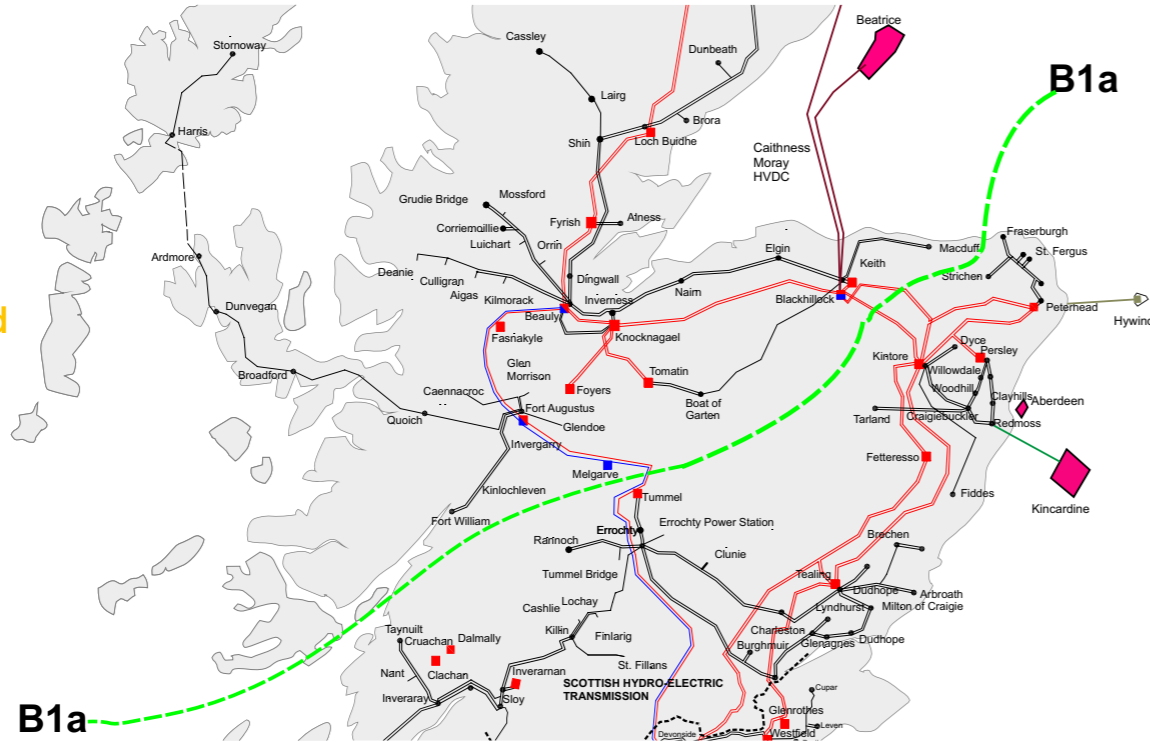 Beatrice
Stornoway
Cassley
Dunbeath
B1a
Lairg
Brora
Harris
Shin
Loch Buidhe
Caithness
Moray
HVDC
Mossford
Grudie Bridge
Fyrish
Alness
Corriemoillie
Luichart
Orrin
Elgin
Macduff
Fraserburgh
St. Fergus
Ardmore
Deanie
Culligran
Aigas
Dingwall
Keith
Strichen
Kilmorack
Inverness
Nairn
Blackhillock
Dunvegan
Beauly
Peterhead
d
Hywind
Fasnakyle
Knocknagael
Kintore
Dyce
Persley
Glen
Morrison
Tomatin
Willowdale
Broadford
Caennacroc
Foyers
Woodhill
Clayhills
Aberdeen
Fort Augustus
Boat of
Garten
Quoich
Glendoe
Tarland
Craigiebuckler
Redmoss
Invergarry
Fetteresso
Melgarve
Kinlochleven
Tummel
Fiddes
Kincardine
Fort William
Errochty
Errochty Power Station
Rannoch
Clunie
Brechen
Tummel Bridge
Tealing
Dudhope
Arbroath
Cashlie
Lochay
Lyndhurst
Milton of Craigie
Taynuilt
Killin
Finlarig
Charleston
Glenagnes
Dudhope
Cruachan
Dalmally
Burghmuir
St. Fillans
Nant
Clachan
Inverarnan
SCOTTISH HYDRO-ELECTRIC
TRANSMISSION
Cupar
Inveraray
Sloy
Glenrothes
B1a
Leven
Devonside
Westfield